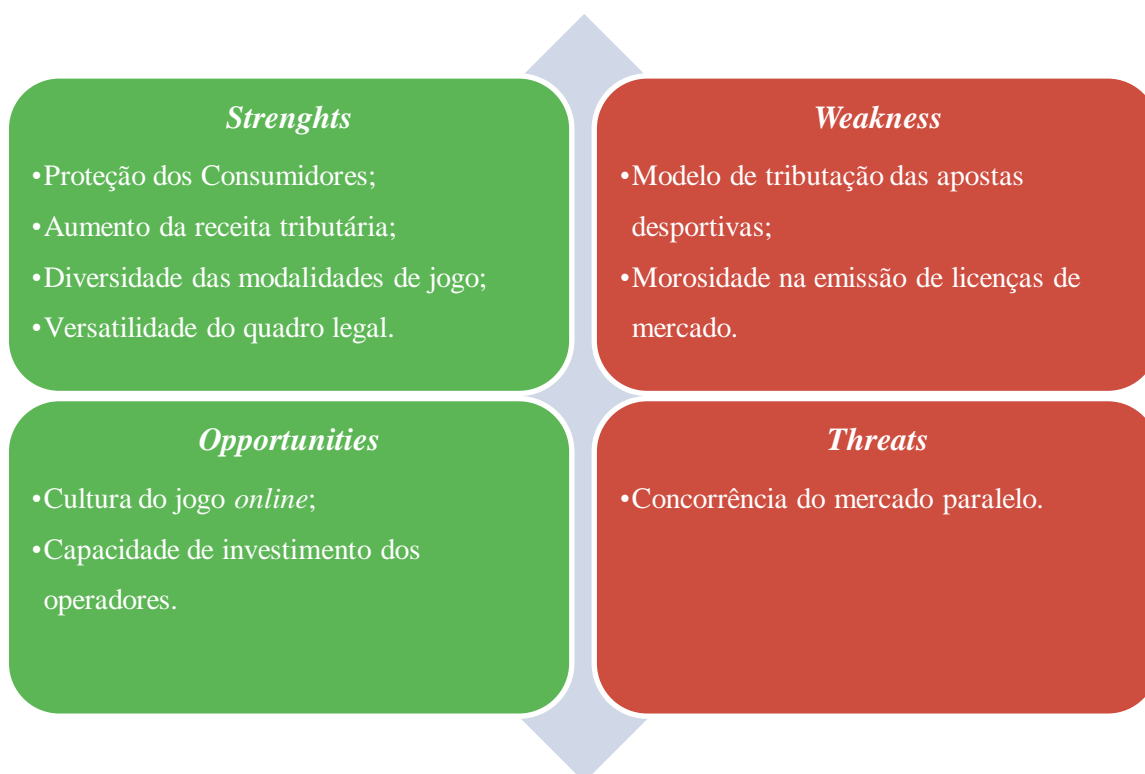 Strenghts
•Proteção dos Consumidores;
•Aumento da receita tributária;
•Diversidade das modalidades de jogo;
•Versatilidade do quadro legal.
Weakness
•Modelo de tributação das apostas
desportivas;
•Morosidade na emissão de licenças de
mercado.
Opportunities
•Cultura do jogo online;
•Capacidade de investimento dos
operadores.
Threats
•Concorrência do mercado paralelo.